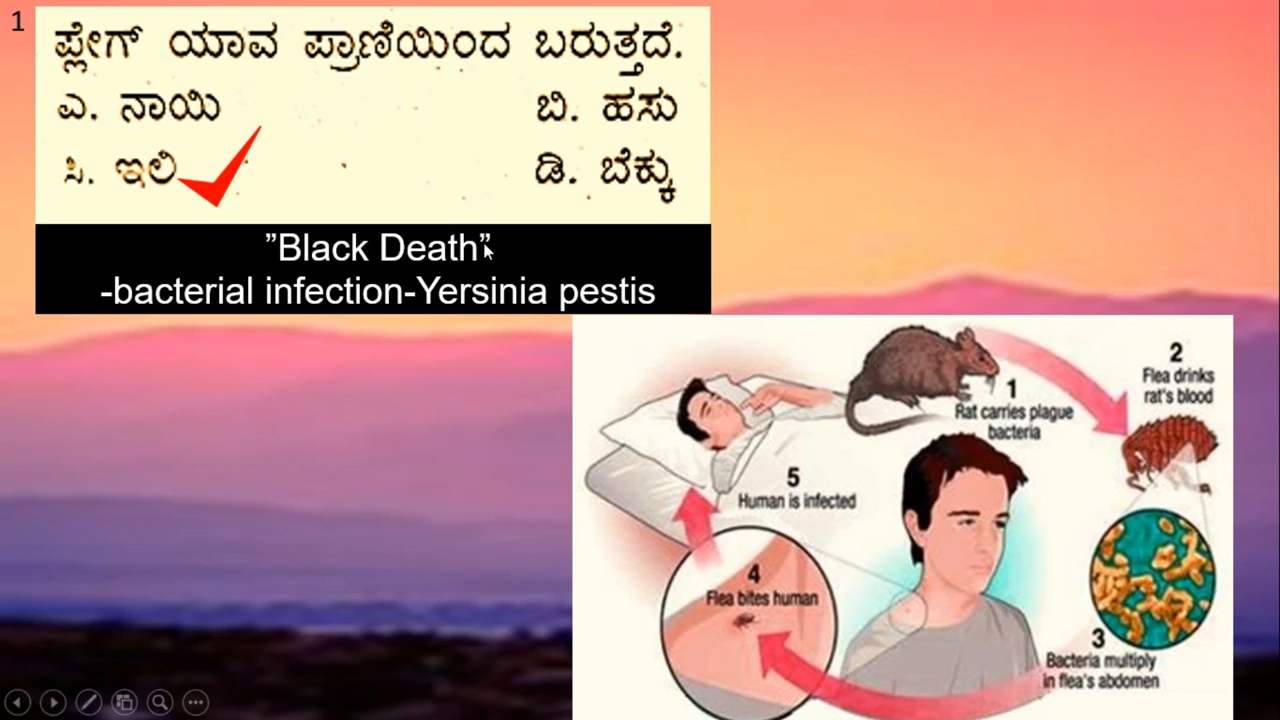 1
ಪ್ಲೇಗ್ ಯಾವ ಪ್ರಾಣಿಯಿಂದ ಬರುತ್ತದೆ.
ಎ. ನಾಯಿ ಬಿ. ಹಸು
ಸಿ. ಇಲಿ ಡಿ. ಬೆಕ್ಕು
”Black Death”
-bacterial infection-Yersinia pestis
1
Rat carries plague
bacteria
2
Flea drinks
rat's blood
3
Bacteria multiply
in flea's abdomen
4
Flea bites human
5
Human is infected